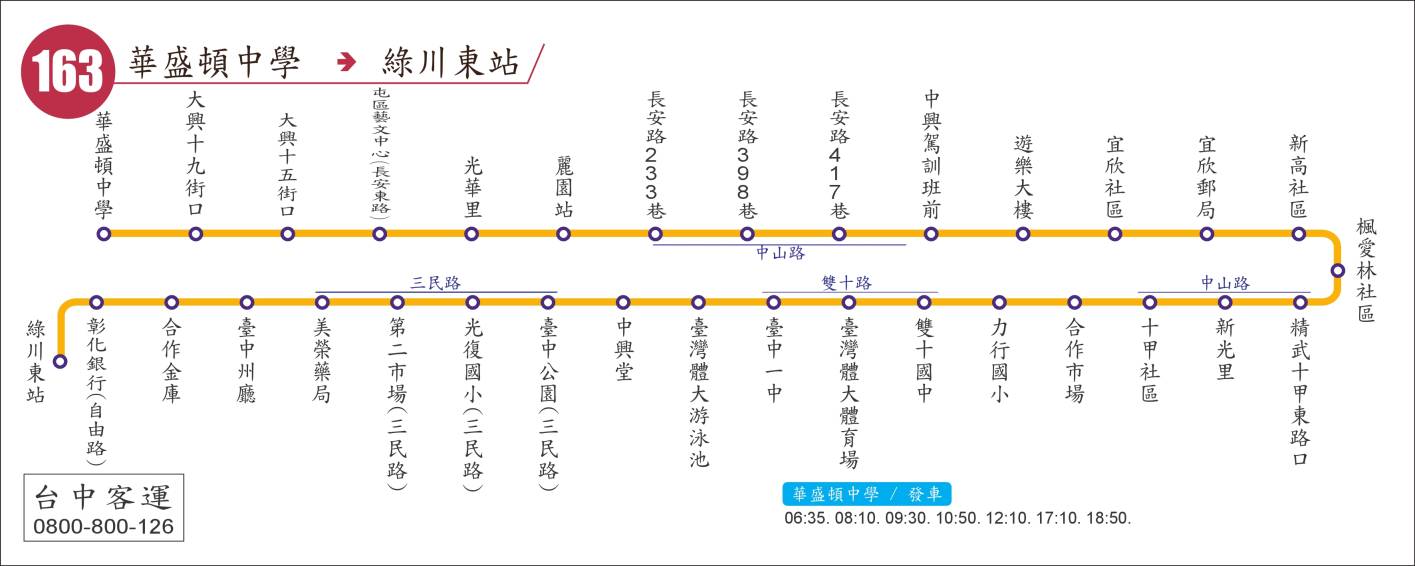 163
華盛頓中學 ➔ 綠川東站
華盛頓中學
大興十九街口
大興十五街口
屯區藝文中心(長安東路)
光華里
麗園站
長安路233巷
長安路398巷
長安路417巷
中興駕訓班前
遊樂大樓
宜欣社區
宜欣郵局
新高社區
中山路
楓愛林社區
中山路
雙十路
三民路
精武十甲東路口
新光里
十甲社區
合作市場
力行國小
雙十國中
臺灣體大體育場
臺中一中
臺灣體大游泳池
中興堂
臺中公園(三民路)
光復國小(三民路)
第二市場(三民路)
美榮藥局
臺中州廳
合作金庫
彰化銀行(自由路)
綠川東站
台中客運
0800-800-126
華盛頓中學 / 發車
06:35. 08:10. 09:30. 10:50. 12:10. 17:10. 18:50.